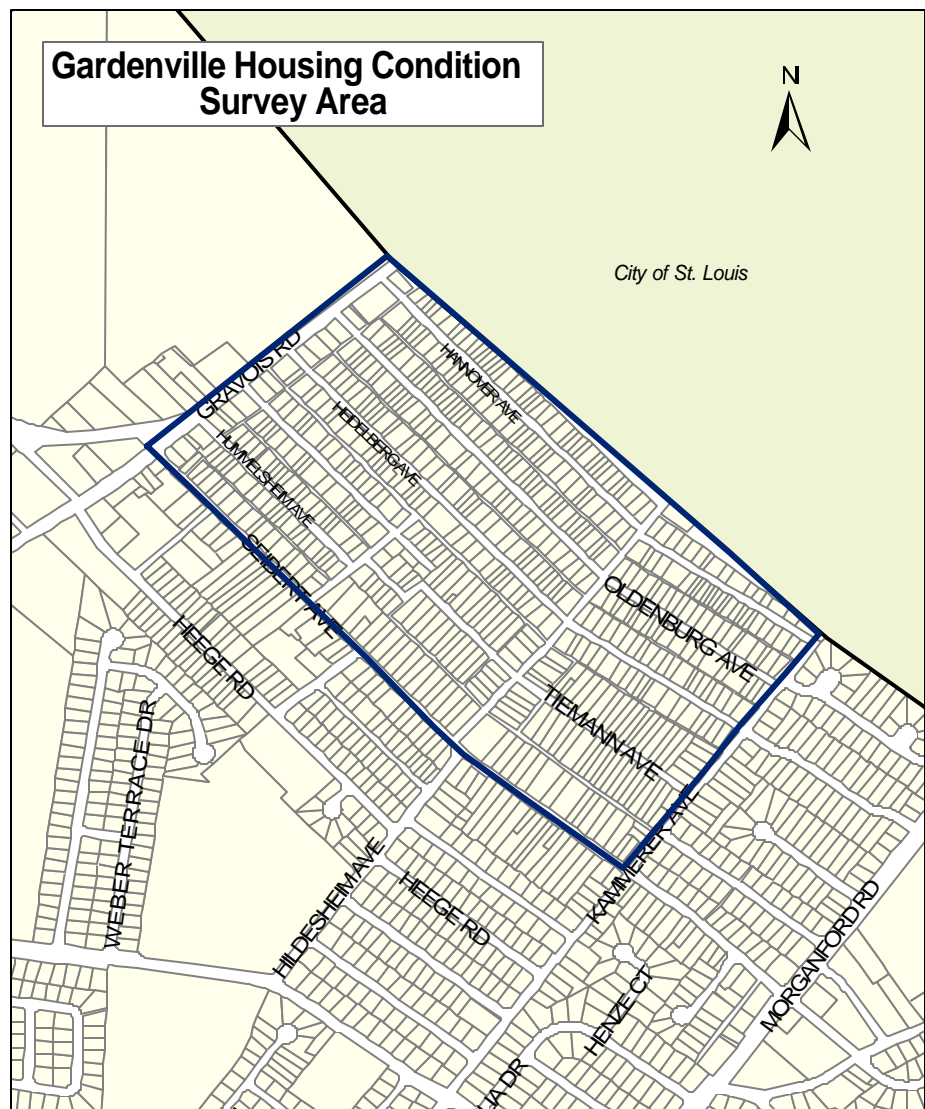 Gardenville Housing Condition
Survey Area
N
City of St. Louis
GRAVOIS RD
HANNOVER AVE
HEIDELBERG AVE
HUMMELSHEIM AVE
SEIBERT AVE
OLDENBURG AVE
HEEGE RD
TIEMANN AVE
WEBER TERRACE DR
KAMMERER AVE
HILDESHEIM AVE
HEEGE RD
MORGANFORD RD
HENZE CT
DR